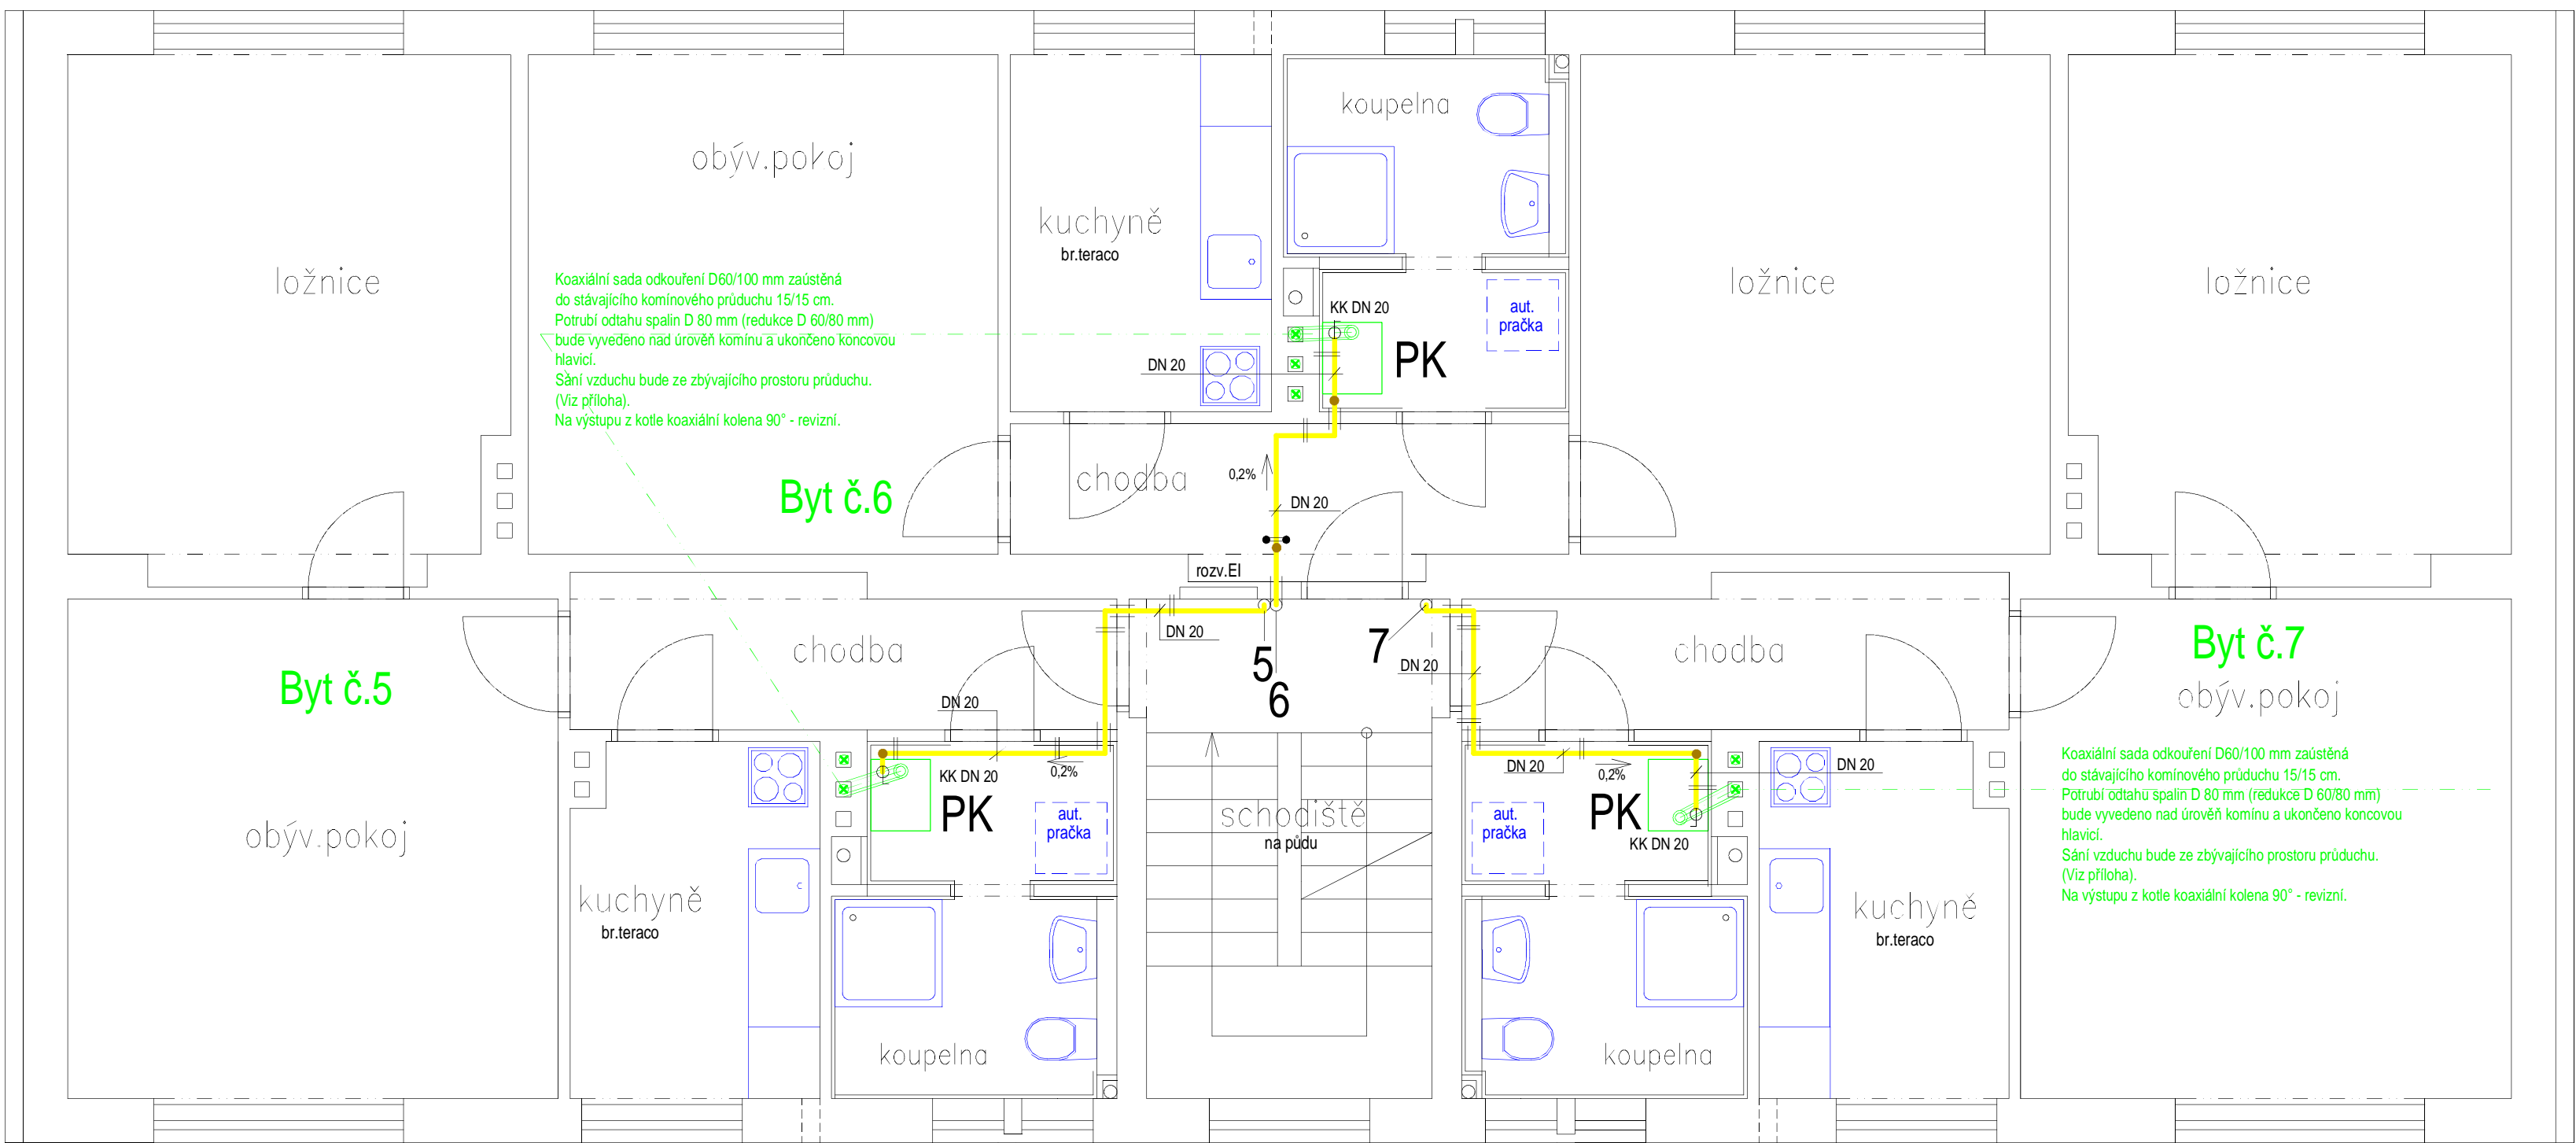 koupelna
obýv.pokoj
kuchyně
br.teraco
ložnice
ložnice
ložnice
Koaxiální sada odkouření D60/100 mm zaústěná
do stávajícího komínového průduchu 15/15 cm.
Potrubí odtahu spalin D 80 mm (redukce D 60/80 mm)
bude vyvedeno nad úrověň komínu a ukončeno koncovou
hlavicí.
Sání vzduchu bude ze zbývajícího prostoru průduchu.
(Viz příloha).
Na výstupu z kotle koaxiální kolena 90° - revizní.
KK DN 20
aut.
pračka
DN 20
PK
Byt č.6
chodba
0,2%
DN 20
rozv.El
DN 20
5
6
7
DN 20
chodba
chodba
Byt č.5
Byt č.7
obýv.pokoj
DN 20
KK DN 20
0,2%
PK
aut.
pračka
obýv.pokoj
kuchyně
br.teraco
koupelna
schodiště
na půdu
DN 20
0,2%
PK
aut.
pračka
KK DN 20
DN 20
kuchyně
br.teraco
koupelna
Koaxiální sada odkouření D60/100 mm zaústěná
do stávajícího komínového průduchu 15/15 cm.
Potrubí odtahu spalin D 80 mm (redukce D 60/80 mm)
bude vyvedeno nad úrověň komínu a ukončeno koncovou
hlavicí.
Sání vzduchu bude ze zbývajícího prostoru průduchu.
(Viz příloha).
Na výstupu z kotle koaxiální kolena 90° - revizní.